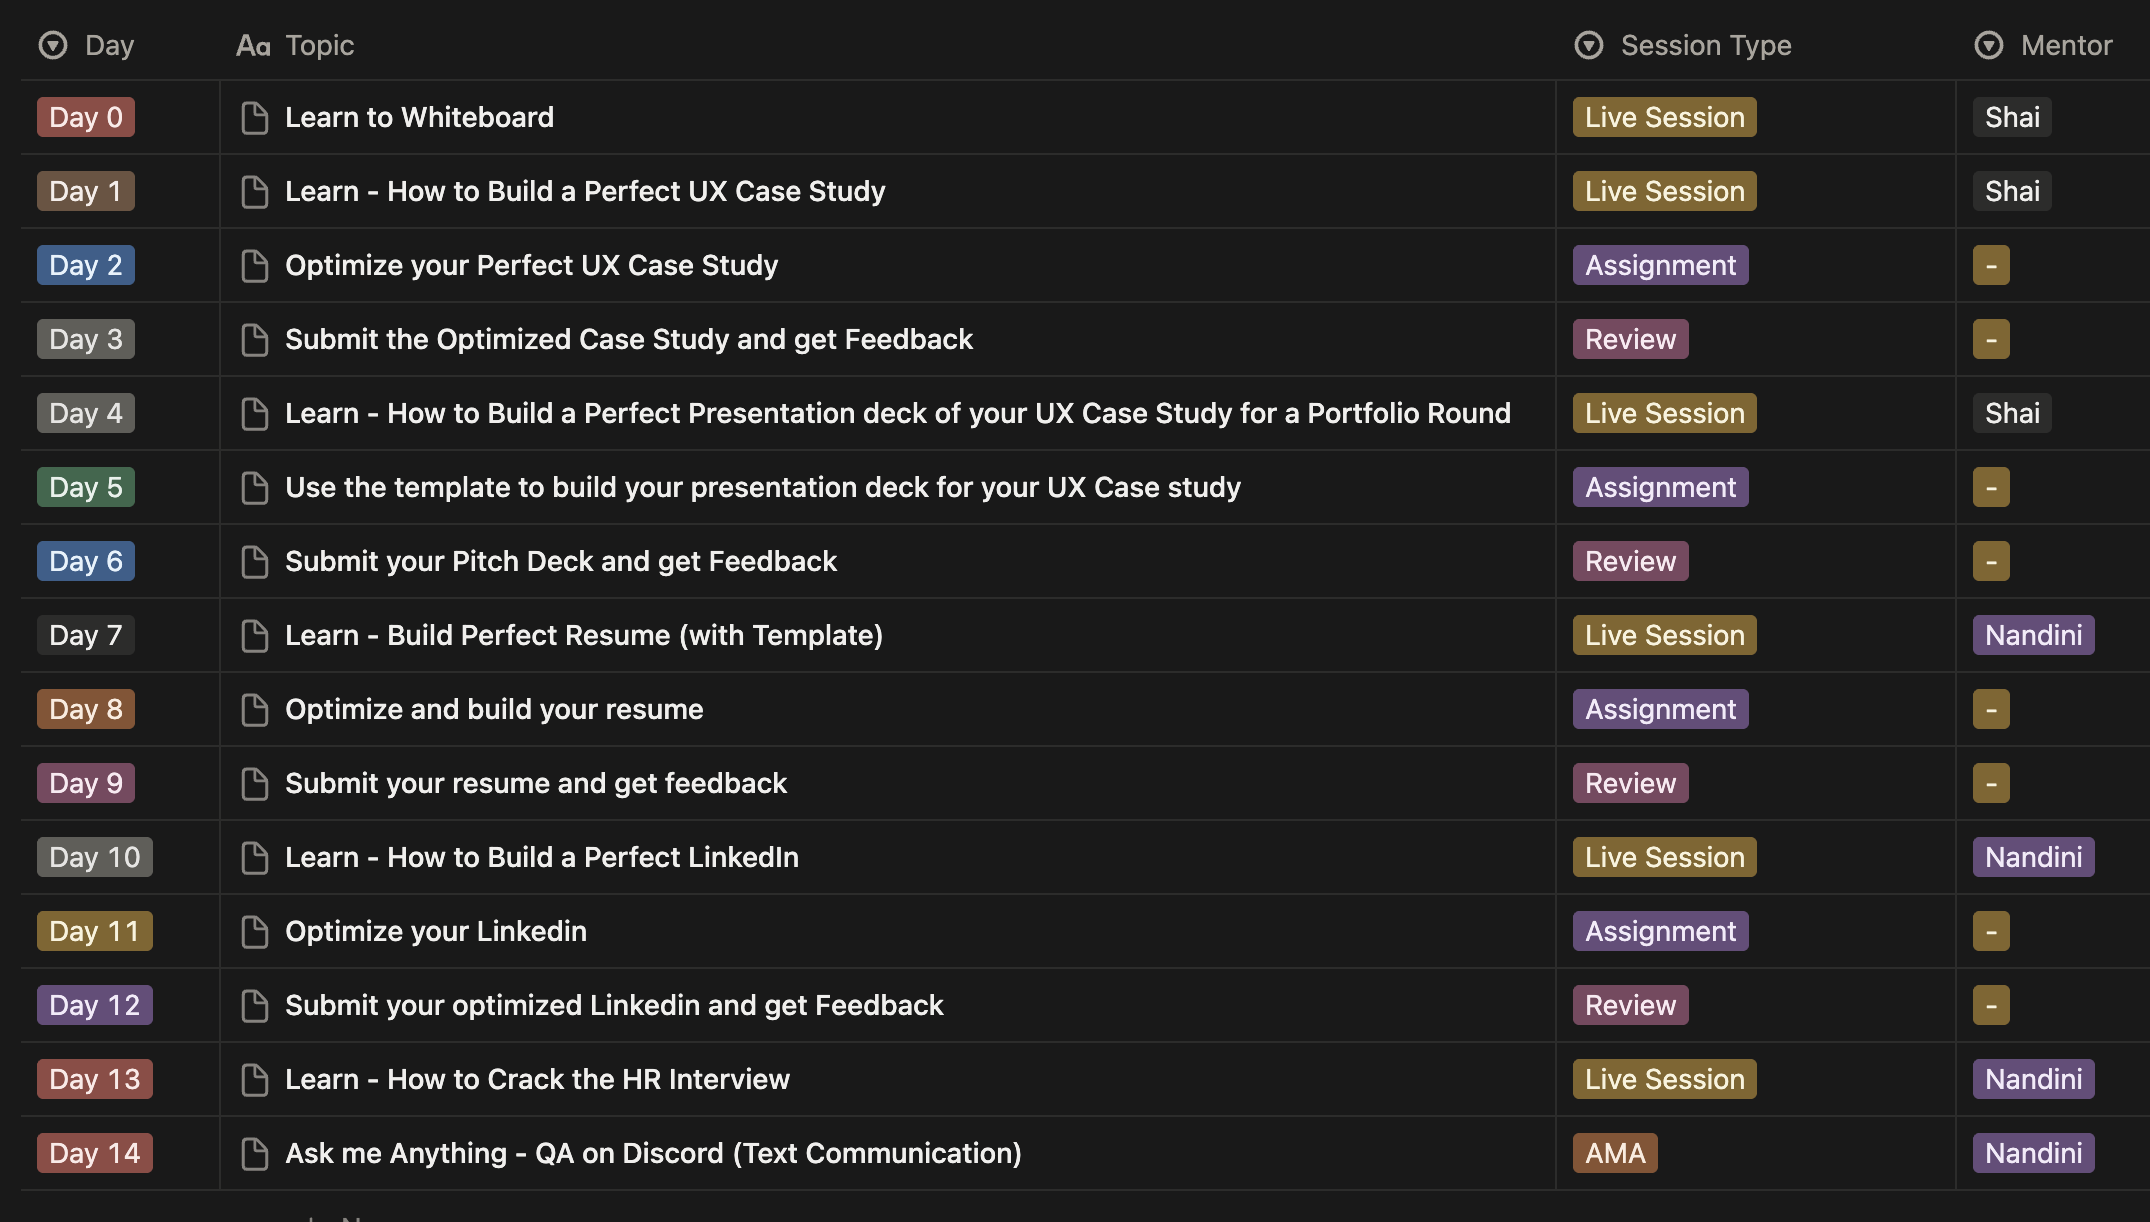 Day Aa Topic Session Type Mentor
Day 0 Learn to Whiteboard Live Session Shai
Day 1 Learn - How to Build a Perfect UX Case Study Live Session Shai
Day 2 Optimize your Perfect UX Case Study Assignment -
Day 3 Submit the Optimized Case Study and get Feedback Review -
Day 4 Learn - How to Build a Perfect Presentation deck of your UX Case Study for a Portfolio Round Live Session Shai
Day 5 Use the template to build your presentation deck for your UX Case study Assignment -
Day 6 Submit your Pitch Deck and get Feedback Review -
Day 7 Learn - Build Perfect Resume (with Template) Live Session Nandini
Day 8 Optimize and build your resume Assignment -
Day 9 Submit your resume and get feedback Review -
Day 10 Learn - How to Build a Perfect LinkedIn Live Session Nandini
Day 11 Optimize your Linkedin Assignment -
Day 12 Submit your optimized Linkedin and get Feedback Review -
Day 13 Learn - How to Crack the HR Interview Live Session Nandini
Day 14 Ask me Anything - QA on Discord (Text Communication) AMA Nandini